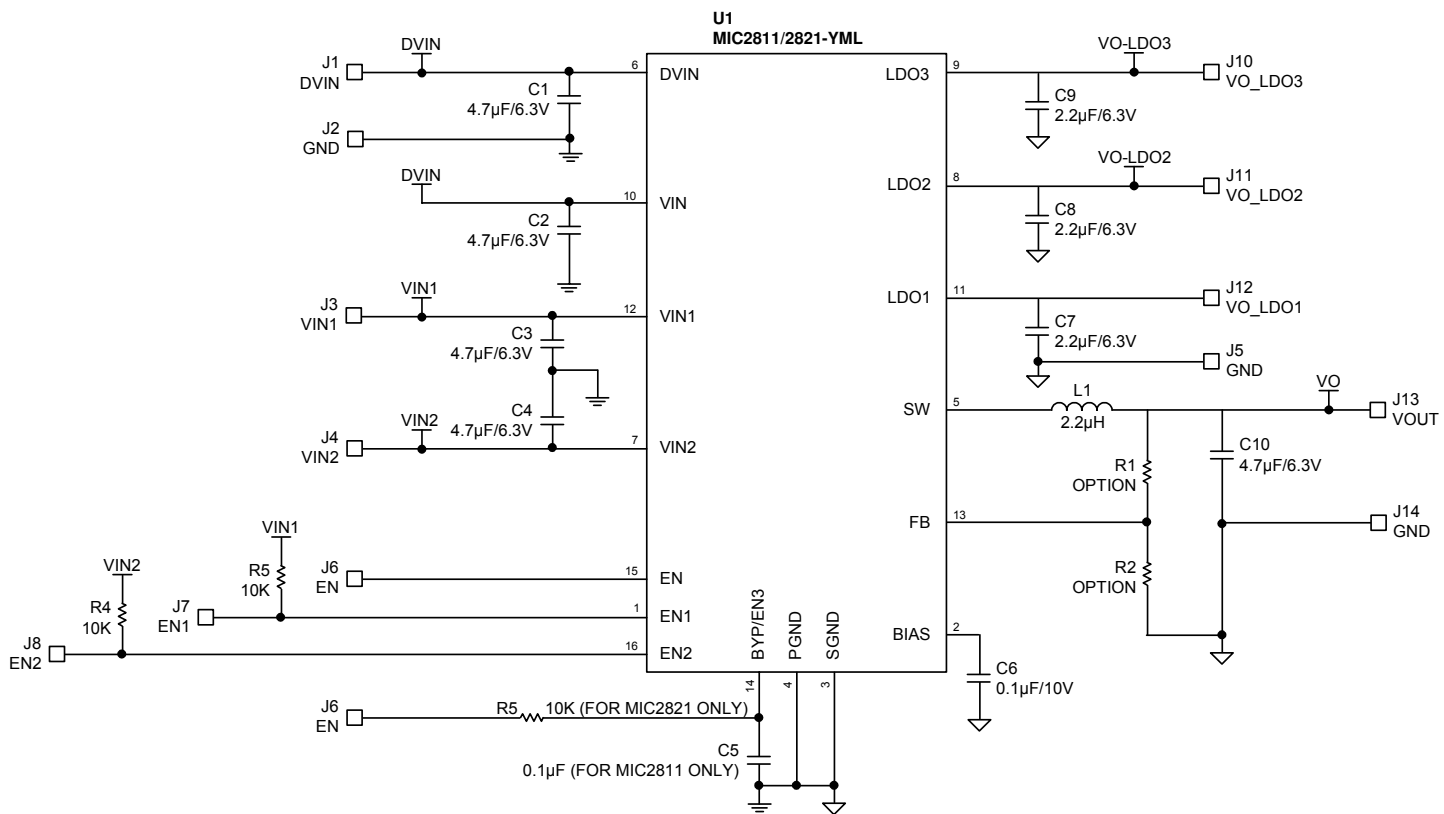 U1
MIC2811/2821-YML
DVIN
J1
DVIN
6
DVIN
C1
4.7µF/6.3V
J2
GND
DVIN
10
VIN
C2
4.7µF/6.3V
VIN1
J3
VIN1
12
VIN1
C3
4.7µF/6.3V
C4
4.7µF/6.3V
VIN2
J4
VIN2
7
VIN2
VIN1
R5
10K
J6
EN
15
EN
VIN2
R4
10K
J7
EN1
1
EN1
J8
EN2
16
EN2
BYP/EN3
PGND
SGND
14
4
3
J6
EN
R5
10K (FOR MIC2821 ONLY)
C5
0.1µF (FOR MIC2811 ONLY)
LDO3
9
VO-LDO3
J10
VO_LDO3
C9
2.2µF/6.3V
LDO2
8
VO-LDO2
J11
VO_LDO2
C8
2.2µF/6.3V
LDO1
11
J12
VO_LDO1
C7
2.2µF/6.3V
J5
GND
SW
5
L1
2.2µH
VO
J13
VOUT
R1
OPTION
C10
4.7µF/6.3V
FB
13
J14
GND
R2
OPTION
BIAS
2
C6
0.1µF/10V